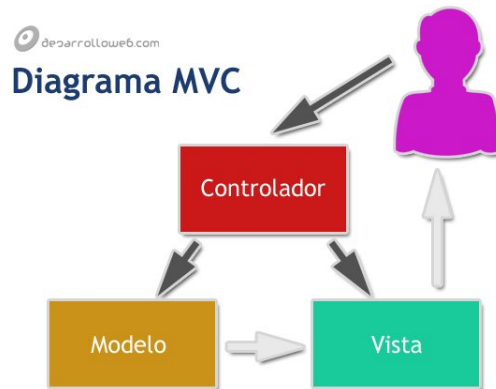 desarrolloweb.com
Diagrama MVC
Controlador
Modelo
Vista